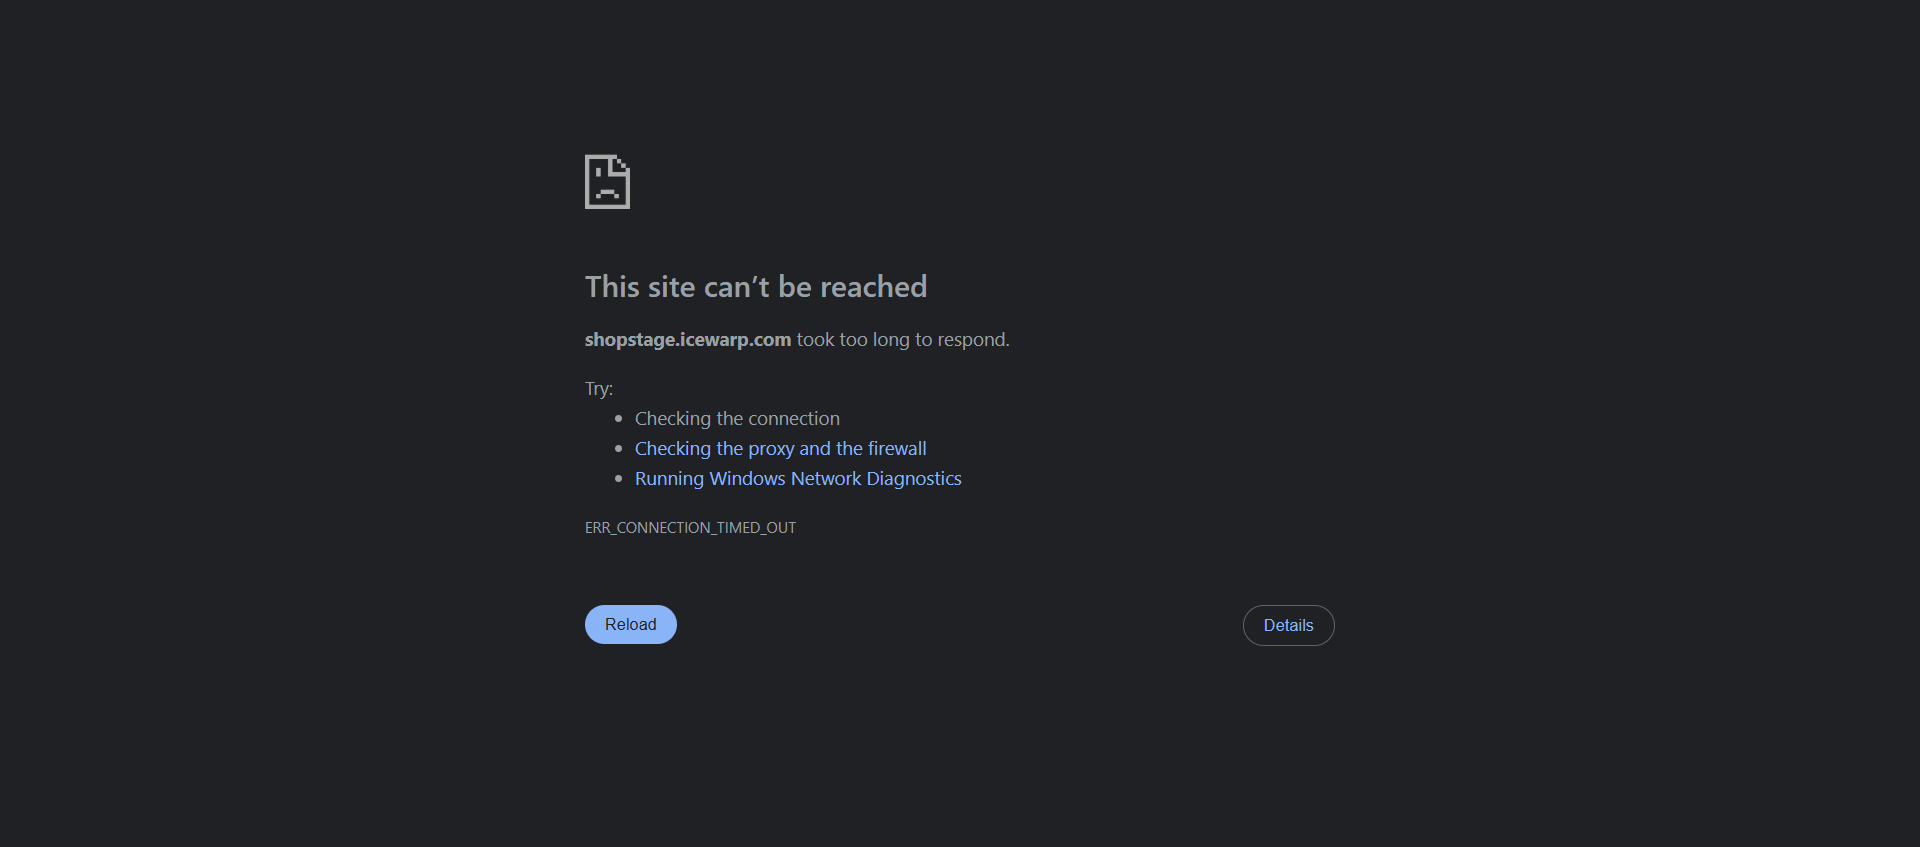 This site can’t be reached
shopstage.icewarp.com took too long to respond.
Try:
Checking the connection
Checking the proxy and the firewall
Running Windows Network Diagnostics
ERR_CONNECTION_TIMED_OUT
Reload
Details